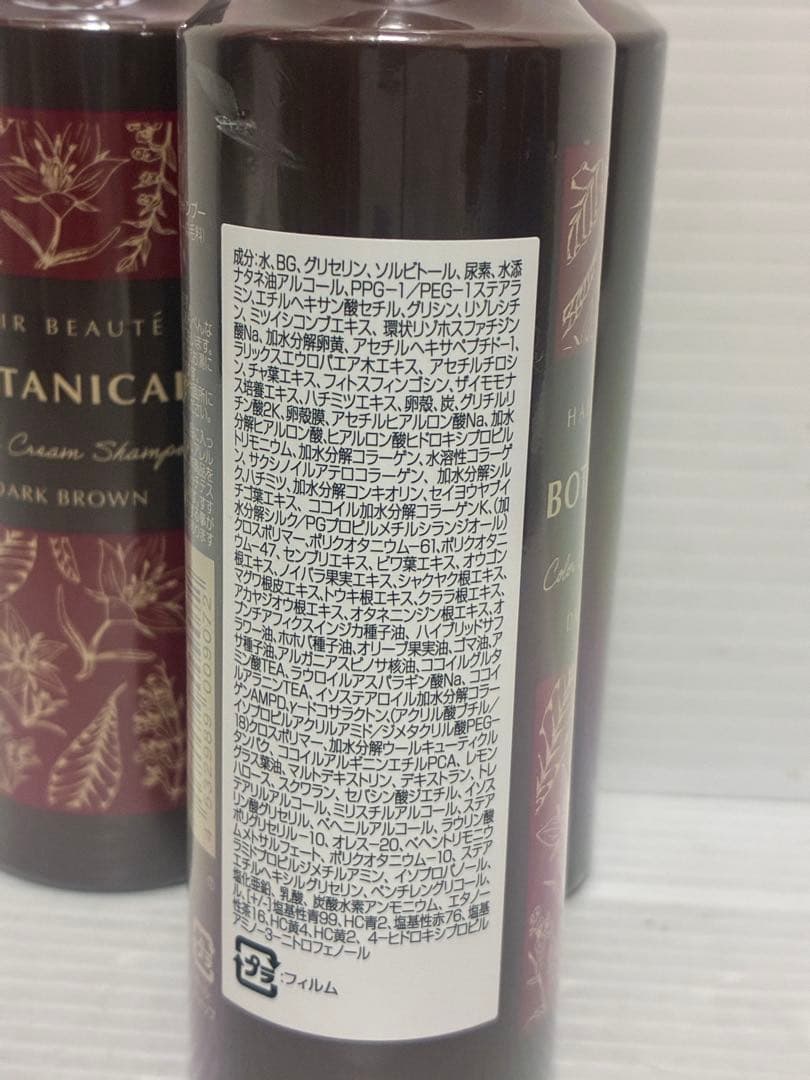 IR BEAUTÉ
TANICAL
Cream Shampo
DARK BROWN
成分：水、BG、グリセリン、ソルビトール、尿素、水添
ナタネ油アルコール、PPG-1／PEG-1ステアラ
ミン、エチルヘキサン酸セチル、グリシン、リゾレシチ
ン、ミツイシコンブエキス、環状リゾホスファチジン
酸Na、加水分解卵黄、アセチルヘキサペプチド-1、
ラリックスエウロパエア木エキス、アセチルチロシ
ン、チャ葉エキス、フィトスフィンゴシン、ザイモモナ
ス培養エキス、ハチミツエキス、卵殻、炭、グリチルリ
チン酸2K、卵殻膜、アセチルヒアルロン酸Na、加水
分解ヒアルロン酸、ヒアルロン酸ヒドロキシプロピル
トリモニウム、加水分解コラーゲン、水溶性コラーゲ
ン、サクシノイルアテロコラーゲン、加水分解シル
ク、ハチミツ、加水分解コンキオリン、セイヨウヤブイ
チゴ葉エキス、ココイル加水分解コラーゲンK、（加
水分解シルク／PGプロピルメチルシランジオール）
クロスポリマー、ポリクオタニウム-61、ポリクオタニ
ウム-47、センブリエキス、ビワ葉エキス、オウゴン
根エキス、ノイバラ果実エキス、シャクヤク根エキス、
マグワ根皮エキス、トウキ根エキス、クララ根エキス、
アカヤジオウ根エキス、オタネニンジン根エキス、オ
プンチアフィクスインジカ種子油、ハイブリッドサフ
ラワー油、ホホバ種子油、オリーブ果実油、ゴマ油、ア
サ種子油、アルガニアスピノサ核油、ココイルグルタ
ミン酸TEA、ラウロイルアスパラギン酸Na、ココイ
ルアラニンTEA、イソステアロイル加水分解コラー
ゲンAMPD、γ-ドコサラクトン、（アクリル酸ブチル／
イソプロピルアクリルアミド／ジメタクリル酸PEG-
18）クロスポリマー、加水分解ウールキューティクル
タンパク、ココイルアルギニンエチルPCA、レモン
グラス葉油、マルトデキストリン、デキストラン、トレ
ハロース、スクワラン、セバシン酸ジエチル、イソス
テアリルアルコール、ミリスチルアルコール、ステア
リン酸グリセリル、ベヘニルアルコール、ラウリン酸
ポリグリセリル-10、オレス-20、ベヘントリモニウ
ムメトサルフェート、ポリクオタニウム-10、ステア
ラミドプロピルジメチルアミン、イソプロパノール、
エチルヘキシルグリセリン、ペンチレングリコール、
塩化亜鉛、乳酸、炭酸水素アンモニウム、エタノー
ル、[+/-]塩基性青99、HC青2、塩基性赤76、塩基
性茶16、HC黄4、HC黄2、4-ヒドロキシプロピル
アミノ-3-ニトロフェノール
プラ
:フィルム
HA
BOT
Color